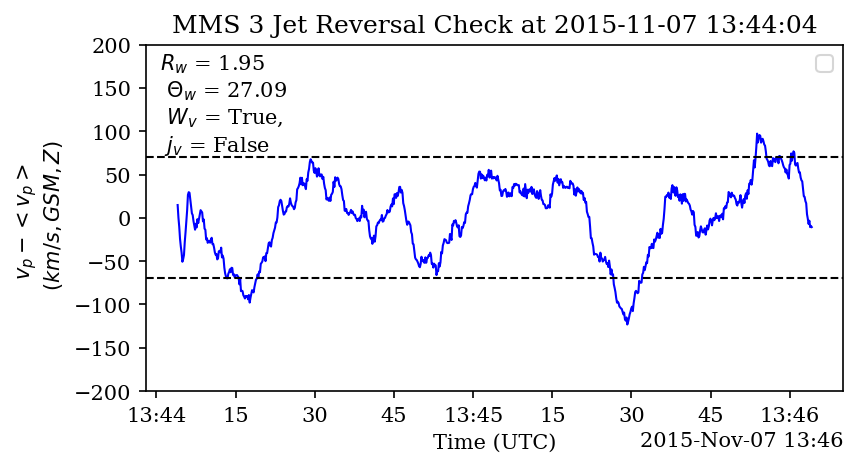 MMS 3 Jet Reversal Check at 2015-11-07 13:44:04
R_w = 1.95
Θ_w = 27.09
W_v = True,
j_v = False
v_p − < v_p >
(km/s, GSM, Z)
200
150
100
50
0
−50
−100
−150
−200
13:44 15 30 45 13:45 15 30 45 13:46
Time (UTC)
2015-Nov-07 13:46